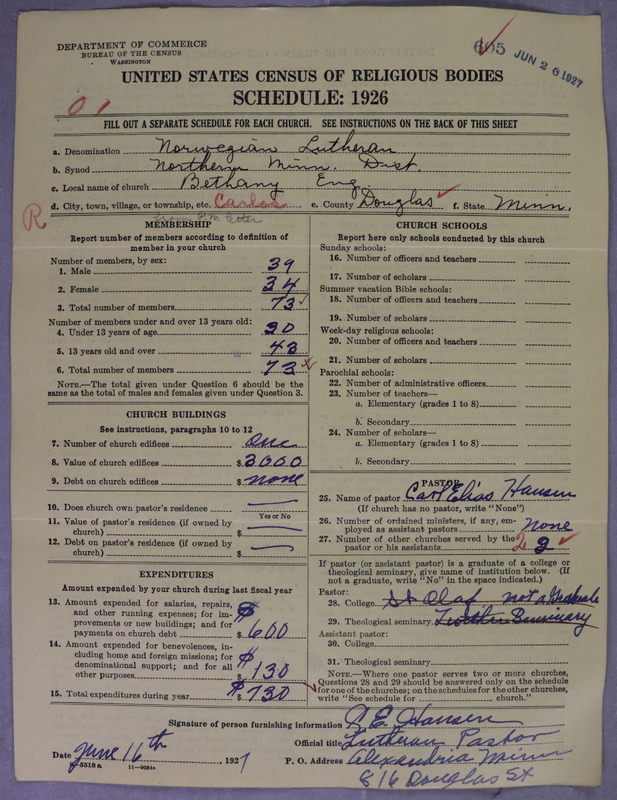 DEPARTMENT OF COMMERCE
BUREAU OF THE CENSUS
WASHINGTON
605 JUN 26 1927
UNITED STATES CENSUS OF RELIGIOUS BODIES
SCHEDULE: 1926
01
FILL OUT A SEPARATE SCHEDULE FOR EACH CHURCH. SEE INSTRUCTIONS ON THE BACK OF THIS SHEET
a. Denomination Norwegian Lutheran
b. Synod Northern Minn. Dist.
c. Local name of church Bethany Eng
d. City, town, village, or township, etc. Carlos e. County Douglas f. State Minn.
R
from P.M. letter
MEMBERSHIP
Report number of members according to definition of
member in your church
Number of members, by sex:
1. Male 39
2. Female 34
3. Total number of members 73
Number of members under and over 13 years old:
4. Under 13 years of age 30
5. 13 years old and over 43
6. Total number of members 73
NOTE.—The total given under Question 6 should be the
same as the total of males and females given under Question 3.
CHURCH BUILDINGS
See instructions, paragraphs 10 to 12
7. Number of church edifices One
8. Value of church edifices $3000
9. Debt on church edifices $none
10. Does church own pastor's residence —
Yes or No
11. Value of pastor's residence (if owned by
church) $ —
12. Debt on pastor's residence (if owned by
church) $ —
EXPENDITURES
Amount expended by your church during last fiscal year
13. Amount expended for salaries, repairs,
and other running expenses; for im-
provements or new buildings; and for
payments on church debt $600
14. Amount expended for benevolences, in-
cluding home and foreign missions; for
denominational support; and for all
other purposes $130
15. Total expenditures during year $730
CHURCH SCHOOLS
Report here only schools conducted by this church
Sunday schools:
16. Number of officers and teachers
17. Number of scholars
Summer vacation Bible schools:
18. Number of officers and teachers
19. Number of scholars
Week-day religious schools:
20. Number of officers and teachers
21. Number of scholars
Parochial schools:
22. Number of administrative officers
23. Number of teachers—
a. Elementary (grades 1 to 8)
b. Secondary
24. Number of scholars—
a. Elementary (grades 1 to 8)
b. Secondary
PASTOR
25. Name of pastor Carl Elias Hansen
(If church has no pastor, write "None")
26. Number of ordained ministers, if any, em-
ployed as assistant pastors none
27. Number of other churches served by the
pastor or his assistants 2
If pastor (or assistant pastor) is a graduate of a college or
theological seminary, give name of institution below. (If
not a graduate, write "No" in the space indicated.)
Pastor:
28. College St Olaf not a Graduate
29. Theological seminary Luther Seminary
Assistant pastor:
30. College
31. Theological seminary
NOTE.—Where one pastor serves two or more churches,
Questions 28 and 29 should be answered only on the schedule
for one of the churches; on the schedules for the other churches,
write "See schedule for church."
Signature of person furnishing information C E Hansen
Official title Lutheran Pastor
Date June 16th, 1927 P. O. Address Alexandria Minn
816 Douglas St
8-5518 a 11—9084